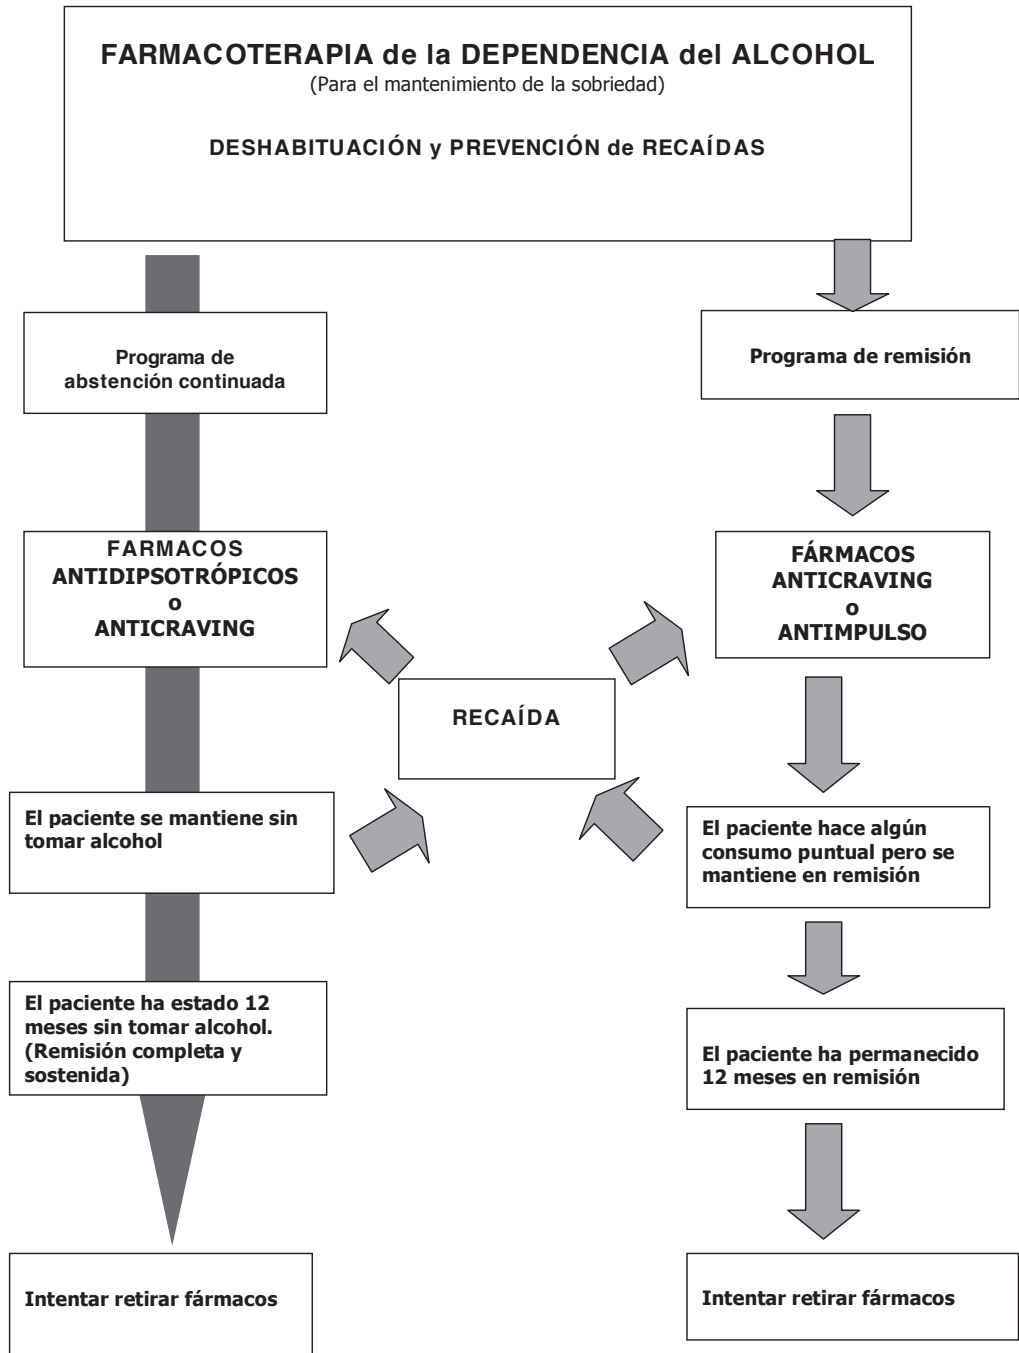 FARMACOTERAPIA de la DEPENDENCIA del ALCOHOL
(Para el mantenimiento de la sobriedad)
DESHABITUACIÓN y PREVENCIÓN de RECAÍDAS
Programa de
abstención continuada
Programa de remisión
FARMACOS
ANTIDIPSOTRÓPICOS
o
ANTICRAVING
FÁRMACOS
ANTICRAVING
o
ANTIMPULSO
RECAÍDA
El paciente se mantiene sin
tomar alcohol
El paciente hace algún
consumo puntual pero se
mantiene en remisión
El paciente ha estado 12
meses sin tomar alcohol.
(Remisión completa y
sostenida)
El paciente ha permanecido
12 meses en remisión
Intentar retirar fármacos
Intentar retirar fármacos